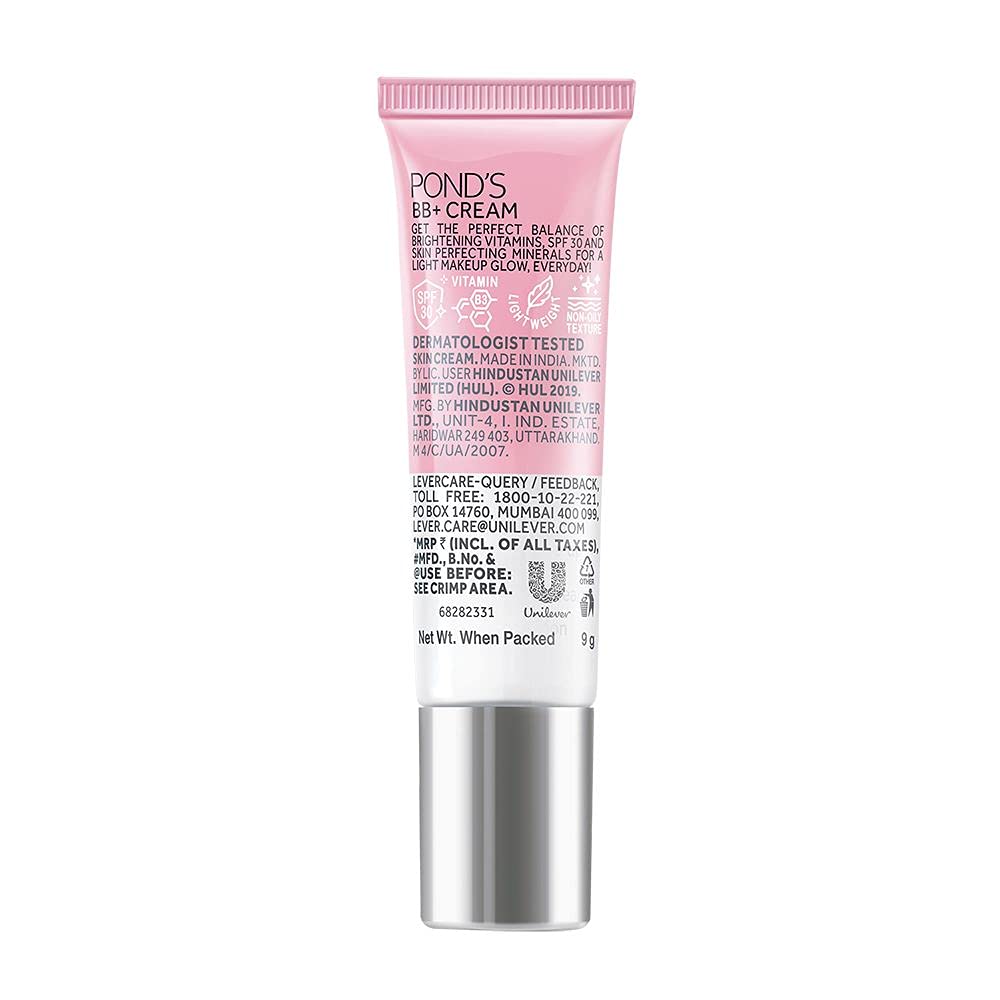 POND'S
BB+ CREAM
GET THE PERFECT BALANCE OF
BRIGHTENING VITAMINS, SPF 30 AND
SKIN PERFECTING MINERALS FOR A
LIGHT MAKEUP GLOW, EVERYDAY!
SPF 30
VITAMIN B3
LIGHTWEIGHT
NON-OILY
TEXTURE
DERMATOLOGIST TESTED
SKIN CREAM. MADE IN INDIA. MKTD.
BY LIC. USER HINDUSTAN UNILEVER
LIMITED (HUL). © HUL 2019.
MFG. BY HINDUSTAN UNILEVER
LTD., UNIT-4, I. IND. ESTATE,
HARIDWAR 249 403, UTTARAKHAND.
M 4/C/UA/2007.
LEVERCARE-QUERY / FEEDBACK,
TOLL FREE: 1800-10-22-221,
PO BOX 14760, MUMBAI 400 099,
LEVER.CARE@UNILEVER.COM
*MRP ₹ (INCL. OF ALL TAXES),
#MFD., B.No. &
@USE BEFORE:
SEE CRIMP AREA.
7
OTHER
68282331
Unilever
Net Wt. When Packed 9 g